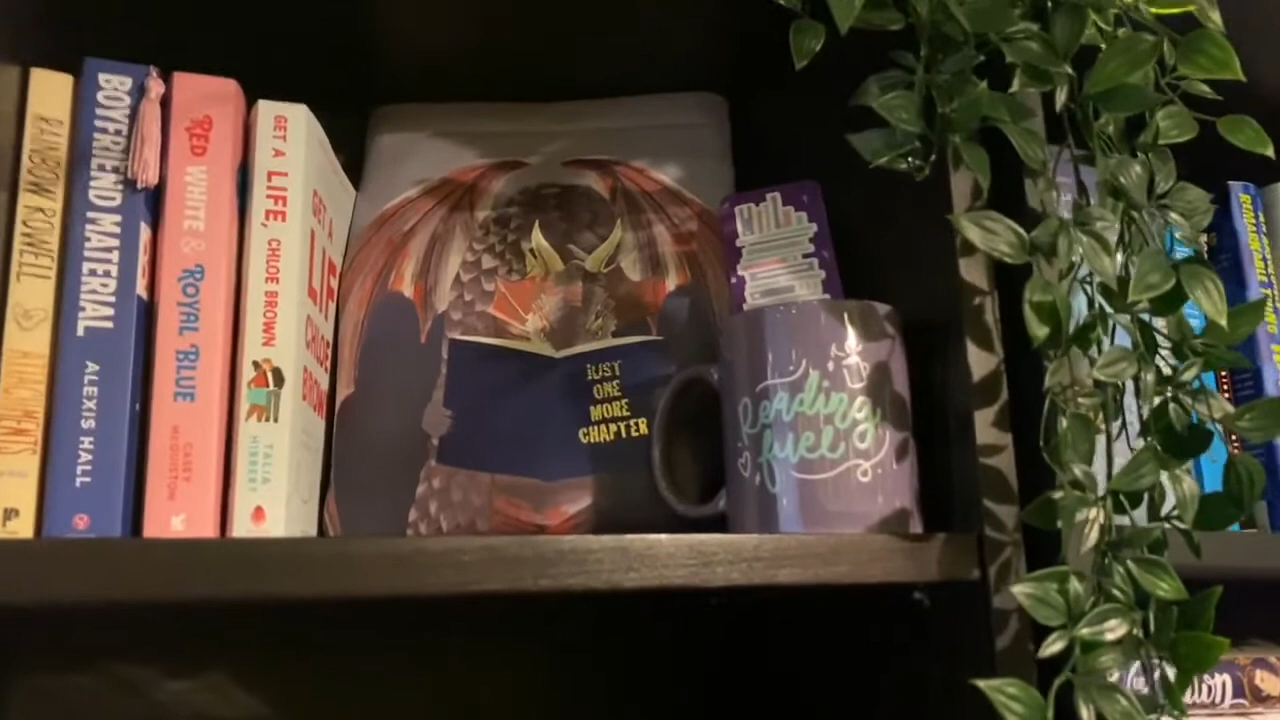 RAINBOW ROWELL ATTACHMENTS
BOYFRIEND MATERIAL
ALEXIS HALL
RED WHITE & ROYAL BLUE
CASEY McQUISTON
GET A LIFE, CHLOE BROWN
TALIA HIBBERT
GET A
LIF
CHLOE
BROWN
JUST
ONE
MORE
CHAPTER
Reading
fuel